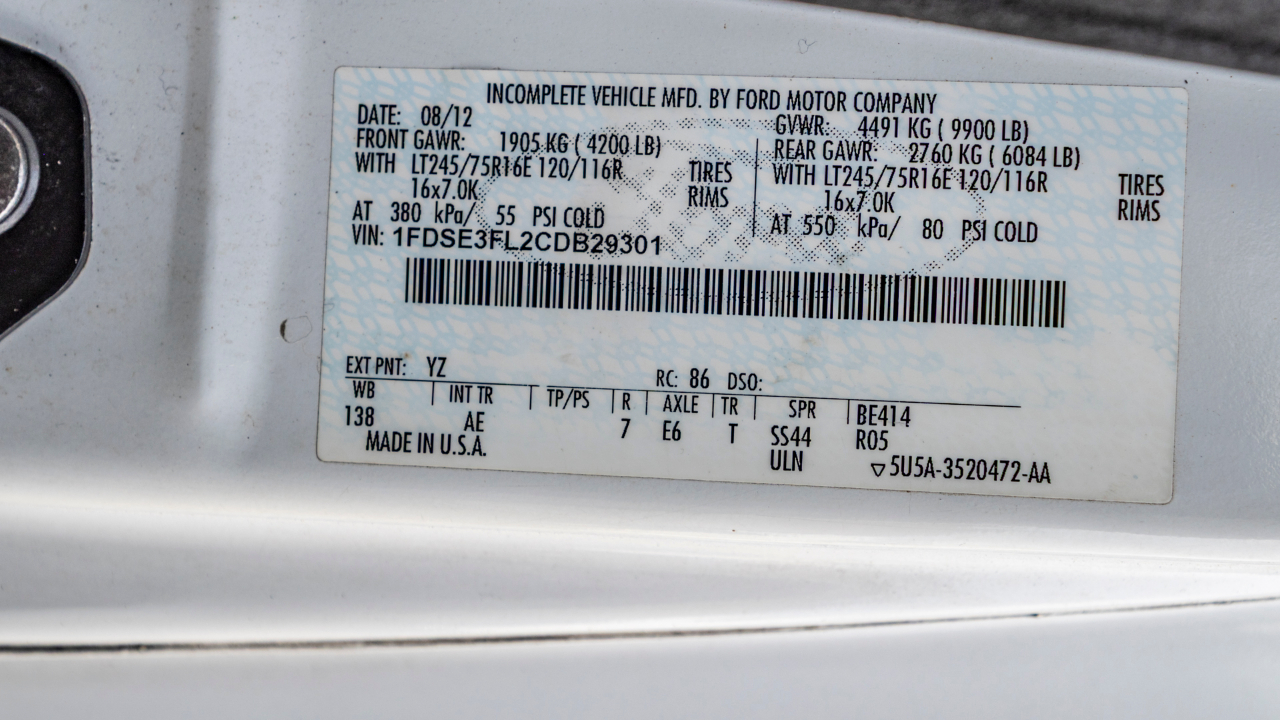 INCOMPLETE VEHICLE MFD. BY FORD MOTOR COMPANY
DATE: 08/12 GVWR: 4491 KG ( 9900 LB)
FRONT GAWR: 1905 KG ( 4200 LB) REAR GAWR: 2760 KG ( 6084 LB)
WITH LT245/75R16E 120/116R TIRES WITH LT245/75R16E 120/116R TIRES
16x7.0K RIMS 16x7.0K RIMS
AT 380 kPa/ 55 PSI COLD AT 550 kPa/ 80 PSI COLD
VIN: 1FDSE3FL2CDB29301
EXT PNT: YZ RC: 86 DSO:
WB INT TR TP/PS R AXLE TR SPR BE414
138 AE 7 E6 T SS44 R05
MADE IN U.S.A. ULN ▽5U5A-3520472-AA